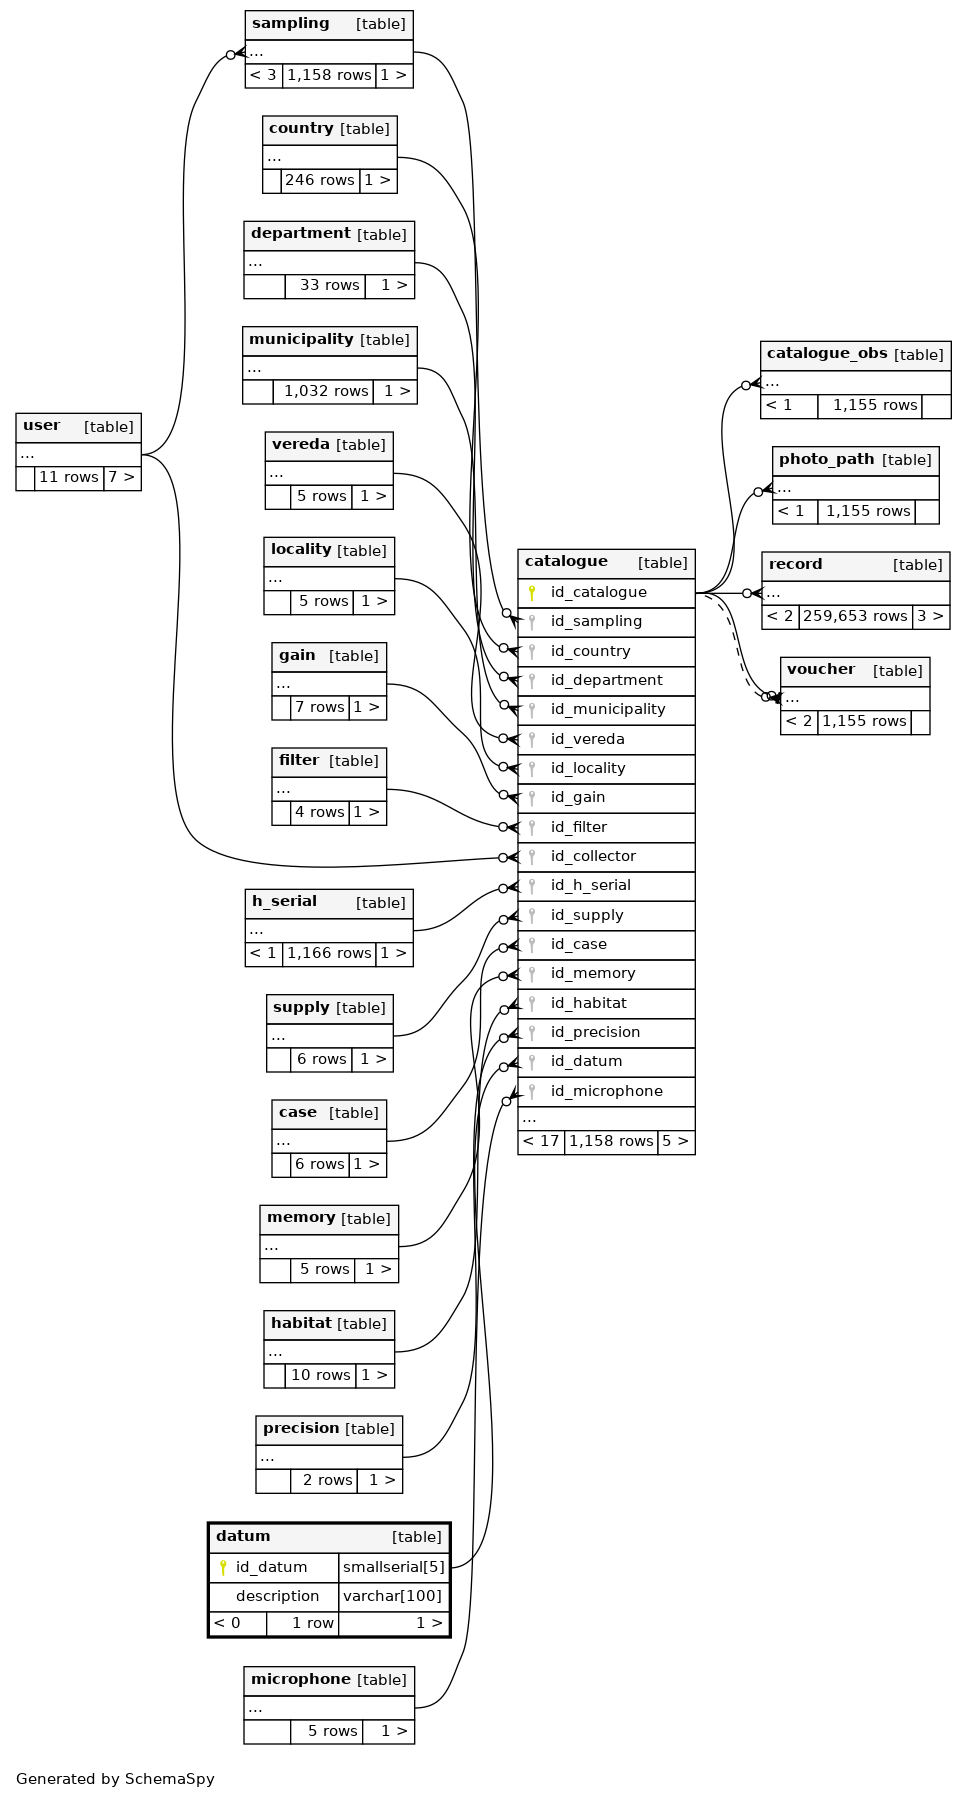 sampling [table]
...
< 3 1,158 rows 1 >
country [table]
...
246 rows 1 >
department [table]
...
33 rows 1 >
municipality [table]
...
1,032 rows 1 >
user [table]
...
11 rows 7 >
vereda [table]
...
5 rows 1 >
locality [table]
...
5 rows 1 >
gain [table]
...
7 rows 1 >
filter [table]
...
4 rows 1 >
h_serial [table]
...
< 1 1,166 rows 1 >
supply [table]
...
6 rows 1 >
case [table]
...
6 rows 1 >
memory [table]
...
5 rows 1 >
habitat [table]
...
10 rows 1 >
precision [table]
...
2 rows 1 >
datum [table]
id_datum smallserial[5]
description varchar[100]
< 0 1 row 1 >
microphone [table]
...
5 rows 1 >
catalogue [table]
id_catalogue
id_sampling
id_country
id_department
id_municipality
id_vereda
id_locality
id_gain
id_filter
id_collector
id_h_serial
id_supply
id_case
id_memory
id_habitat
id_precision
id_datum
id_microphone
...
< 17 1,158 rows 5 >
catalogue_obs [table]
...
< 1 1,155 rows
photo_path [table]
...
< 1 1,155 rows
record [table]
...
< 2 259,653 rows 3 >
voucher [table]
...
< 2 1,155 rows
Generated by SchemaSpy